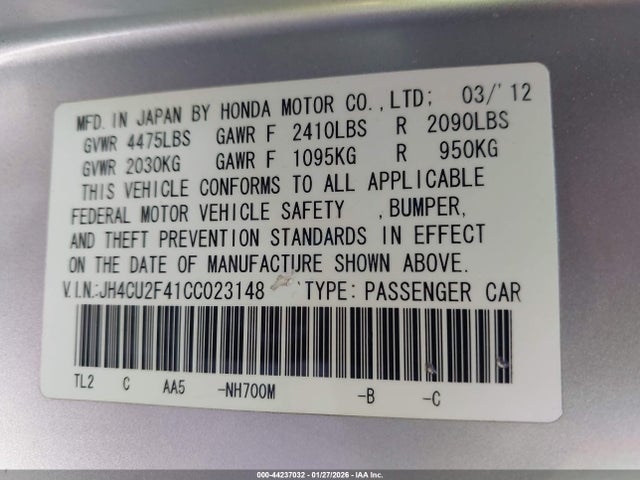 MFD. IN JAPAN BY HONDA MOTOR CO., LTD; 03/'12
GVWR 4475LBS GAWR F 2410LBS R 2090LBS
GVWR 2030KG GAWR F 1095KG R 950KG
THIS VEHICLE CONFORMS TO ALL APPLICABLE
FEDERAL MOTOR VEHICLE SAFETY , BUMPER,
AND THEFT PREVENTION STANDARDS IN EFFECT
ON THE DATE OF MANUFACTURE SHOWN ABOVE.
V.I.N.:JH4CU2F41CC023148 TYPE: PASSENGER CAR
TL2 C AA5 -NH700M -B -C
000-44237032 | 01/27/2026 | IAA Inc.